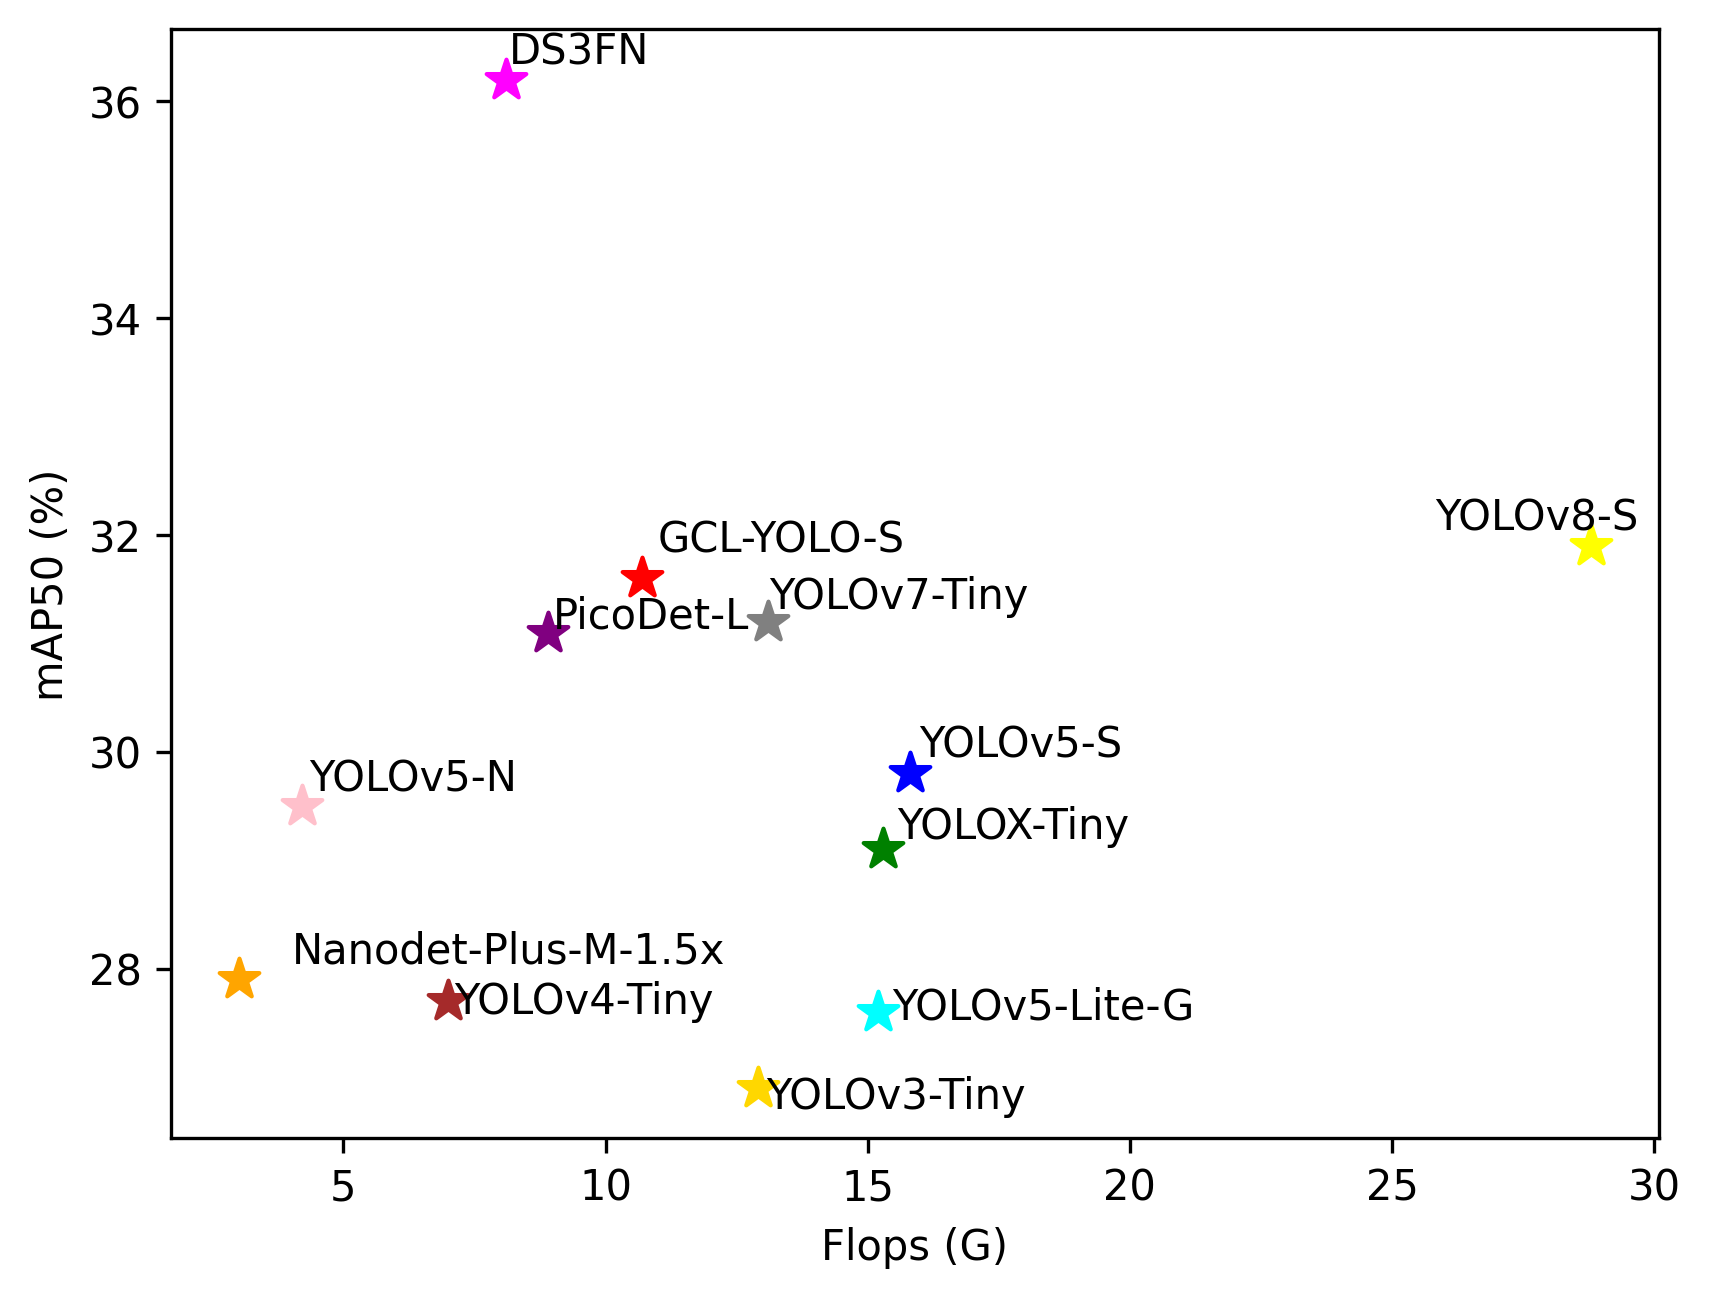 DS3FN
36
34
32
30
28
mAP50 (%)
YOLOv8-S
GCL-YOLO-S
YOLOv7-Tiny
PicoDet-L
YOLOv5-S
YOLOv5-N
YOLOX-Tiny
Nanodet-Plus-M-1.5x
YOLOv4-Tiny
YOLOv5-Lite-G
YOLOv3-Tiny
5 10 15 20 25 30
Flops (G)